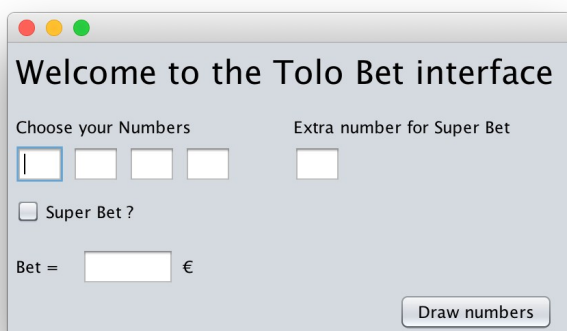 Welcome to the Tolo Bet interface
Choose your Numbers
Extra number for Super Bet
Super Bet ?
Bet = €
Draw numbers